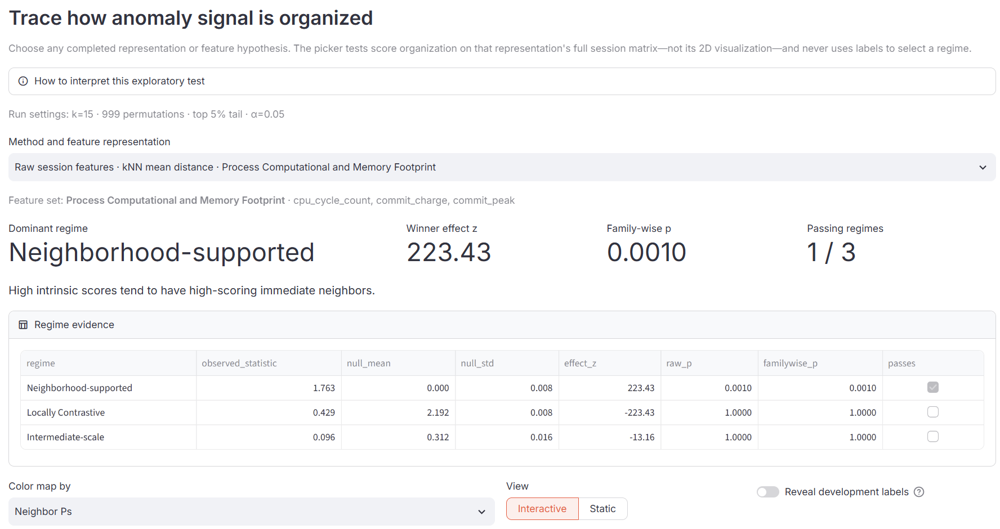 Trace how anomaly signal is organized
Choose any completed representation or feature hypothesis. The picker tests score organization on that representation's full session matrix—not its 2D visualization—and never uses labels to select a regime.
How to interpret this exploratory test
Run settings: k=15 · 999 permutations · top 5% tail · α=0.05
Method and feature representation
Raw session features · kNN mean distance · Process Computational and Memory Footprint
Feature set: Process Computational and Memory Footprint · cpu_cycle_count, commit_charge, commit_peak
Dominant regime Winner effect z Family-wise p Passing regimes
Neighborhood-supported 223.43 0.0010 1 / 3
High intrinsic scores tend to have high-scoring immediate neighbors.
Regime evidence
regime observed_statistic null_mean null_std effect_z raw_p familywise_p passes
Neighborhood-supported 1.763 0.000 0.008 223.43 0.0010 0.0010
Locally Contrastive 0.429 2.192 0.008 -223.43 1.0000 1.0000
Intermediate-scale 0.096 0.312 0.016 -13.16 1.0000 1.0000
Color map by View Reveal development labels
Neighbor Ps Interactive Static